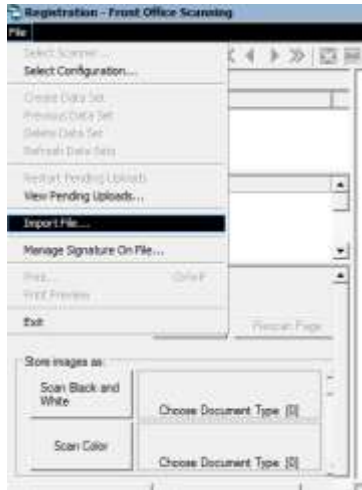 Registration - Front Office Scanning
File
Select Scanner...
Select Configuration...
Create Data Set
Previous Data Set
Delete Data Set
Refresh Data Sets
Restart Pending Uploads
View Pending Uploads...
Import File...
Manage Signature On File...
Print... Ctrl+P
Print Preview
Exit
Rescan Page
Store images as:
Scan Black and
White
Choose Document Type [0]
Scan Color
Choose Document Type [0]